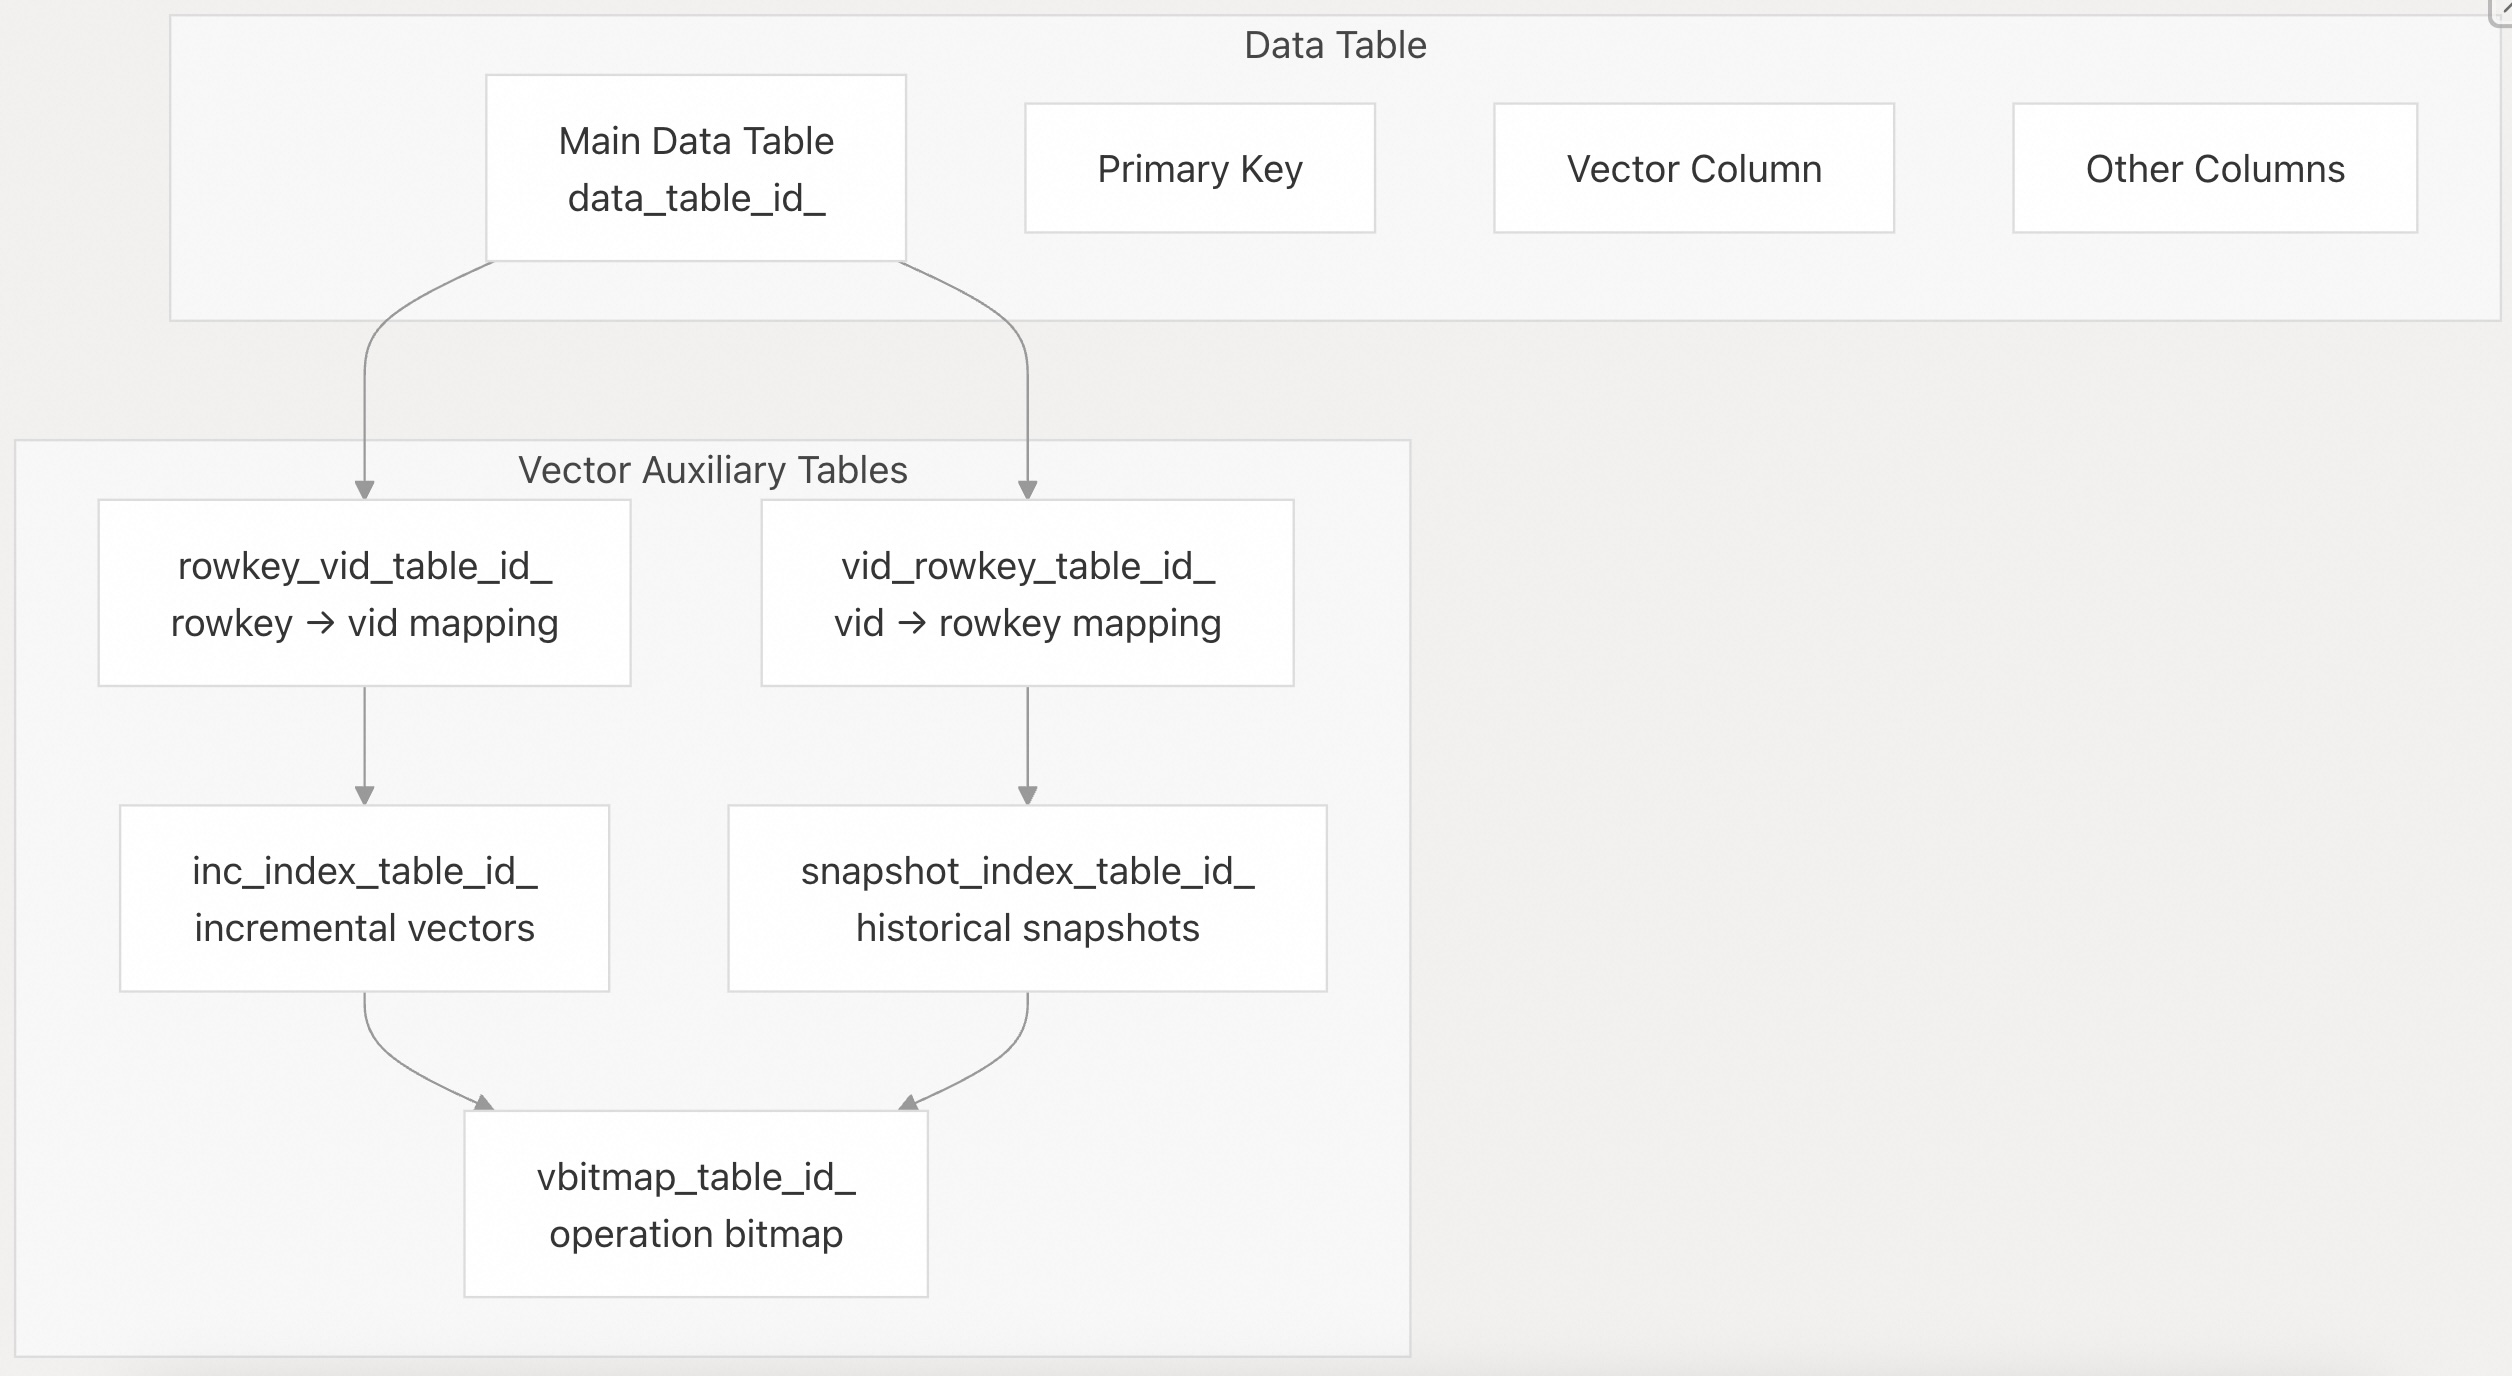 Data Table
Main Data Table
data_table_id_
Primary Key
Vector Column
Other Columns
Vector Auxiliary Tables
rowkey_vid_table_id_
rowkey → vid mapping
vid_rowkey_table_id_
vid → rowkey mapping
inc_index_table_id_
incremental vectors
snapshot_index_table_id_
historical snapshots
vbitmap_table_id_
operation bitmap